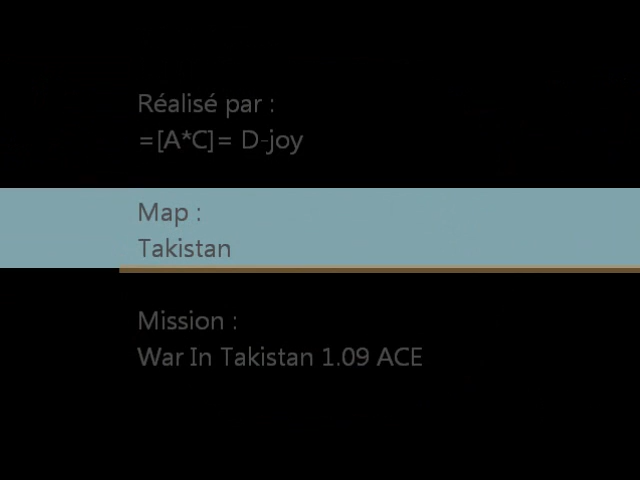 Réalisé par :
=[A*C]= D-joy
Map :
Takistan
Mission :
War In Takistan 1.09 ACE